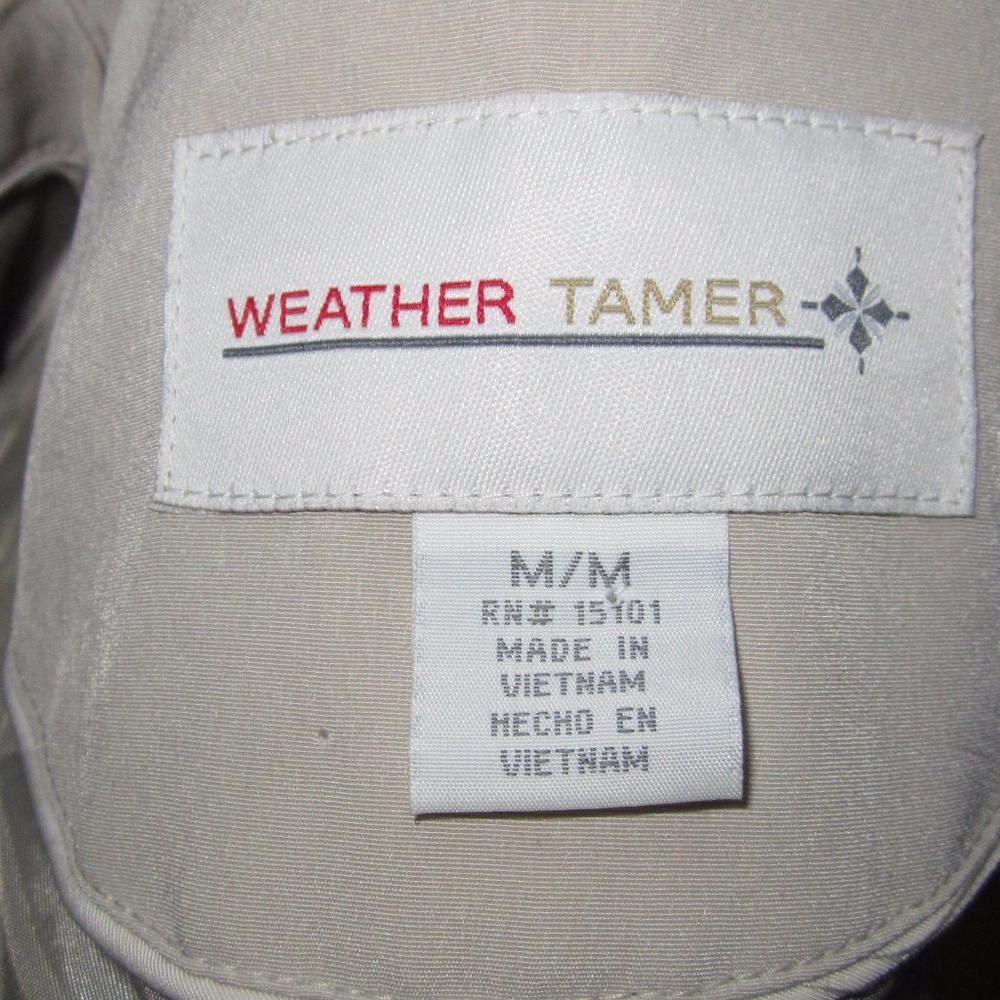 WEATHER TAMER
M/M
RN# 15101
MADE IN
VIETNAM
HECHO EN
VIETNAM